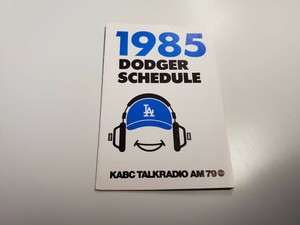 1985
DODGER
SCHEDULE
LA
KABC TALKRADIO AM 79